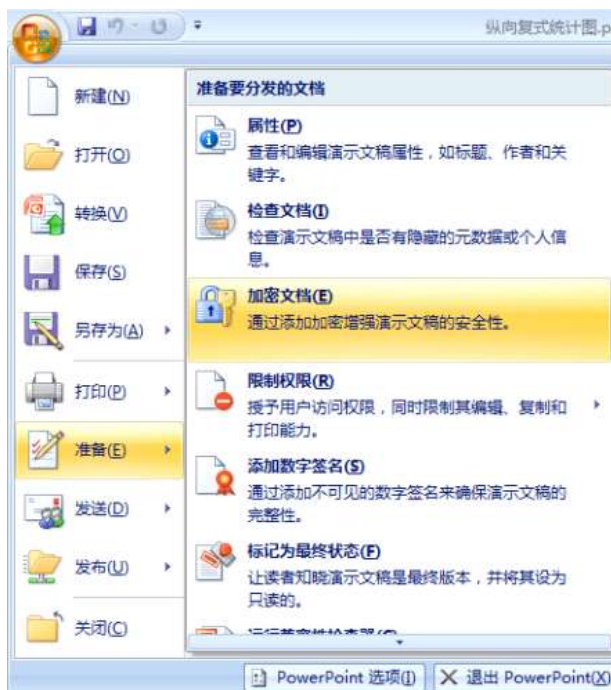 纵向复式统计图.p
新建(N)
打开(O)
转换(V)
保存(S)
另存为(A)
打印(P)
准备(E)
发送(D)
发布(U)
关闭(C)
准备要分发的文档
属性(P)
查看和编辑演示文稿属性，如标题、作者和关
键字。
检查文档(I)
检查演示文稿中是否有隐藏的元数据或个人信
息。
加密文档(E)
通过添加加密增强演示文稿的安全性。
限制权限(R)
授予用户访问权限，同时限制其编辑、复制和
打印能力。
添加数字签名(S)
通过添加不可见的数字签名来确保演示文稿的
完整性。
标记为最终状态(F)
让读者知晓演示文稿是最终版本，并将其设为
只读的。
运行兼容性检查器(C)
PowerPoint 选项(I)
退出 PowerPoint(X)